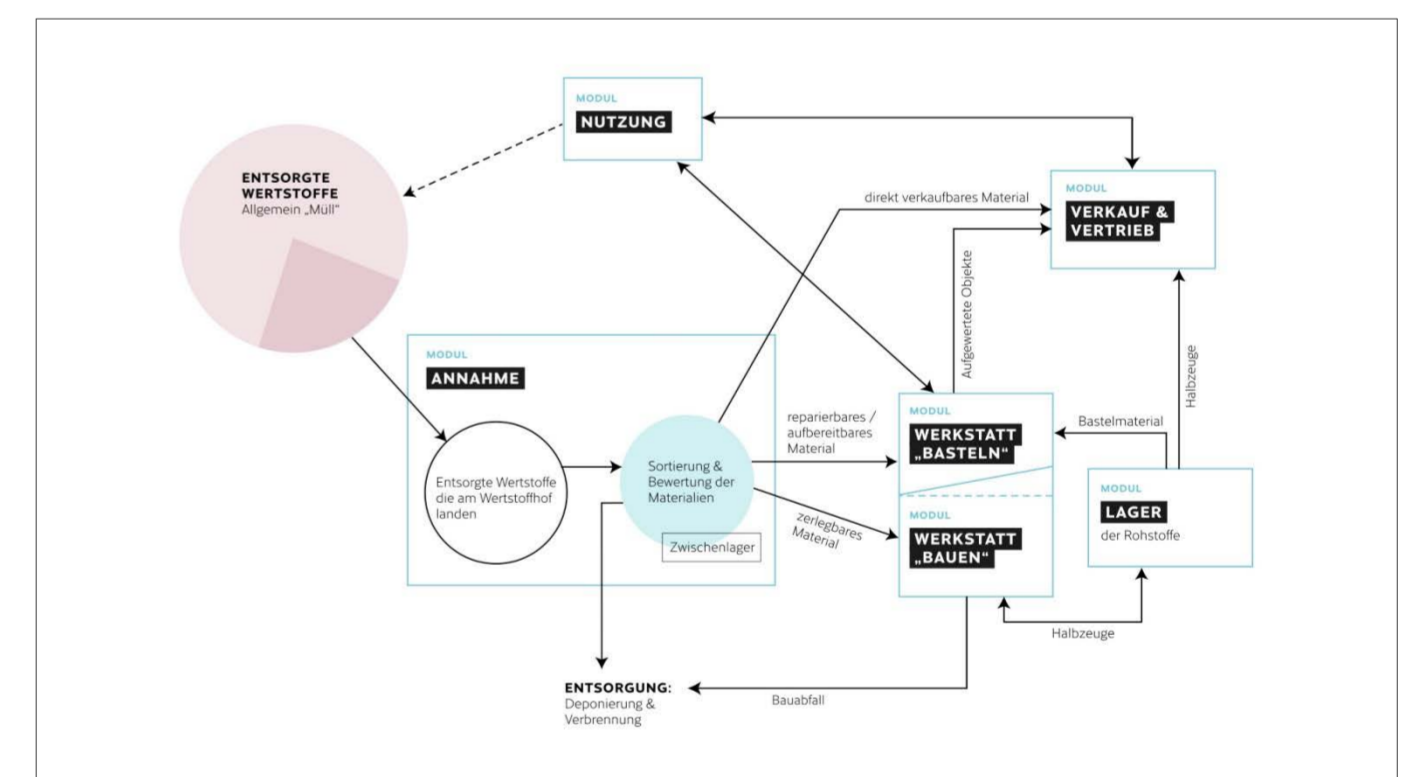 MODUL
NUTZUNG
ENTSORGTE
WERTSTOFFE
Allgemein „Müll“
direkt verkaufbares Material
MODUL
VERKAUF &
VERTRIEB
Aufgewertete Objekte
Halbzeuge
MODUL
ANNAHME
Entsorgte Wertstoffe
die am Wertstoffhof
landen
Sortierung &
Bewertung der
Materialien
Zwischenlager
reparierbares /
aufbereitbares
Material
zerlegbares
Material
MODUL
WERKSTATT
„BASTELN“
MODUL
WERKSTATT
„BAUEN“
Bastelmaterial
MODUL
LAGER
der Rohstoffe
Halbzeuge
ENTSORGUNG:
Deponierung &
Verbrennung
Bauabfall